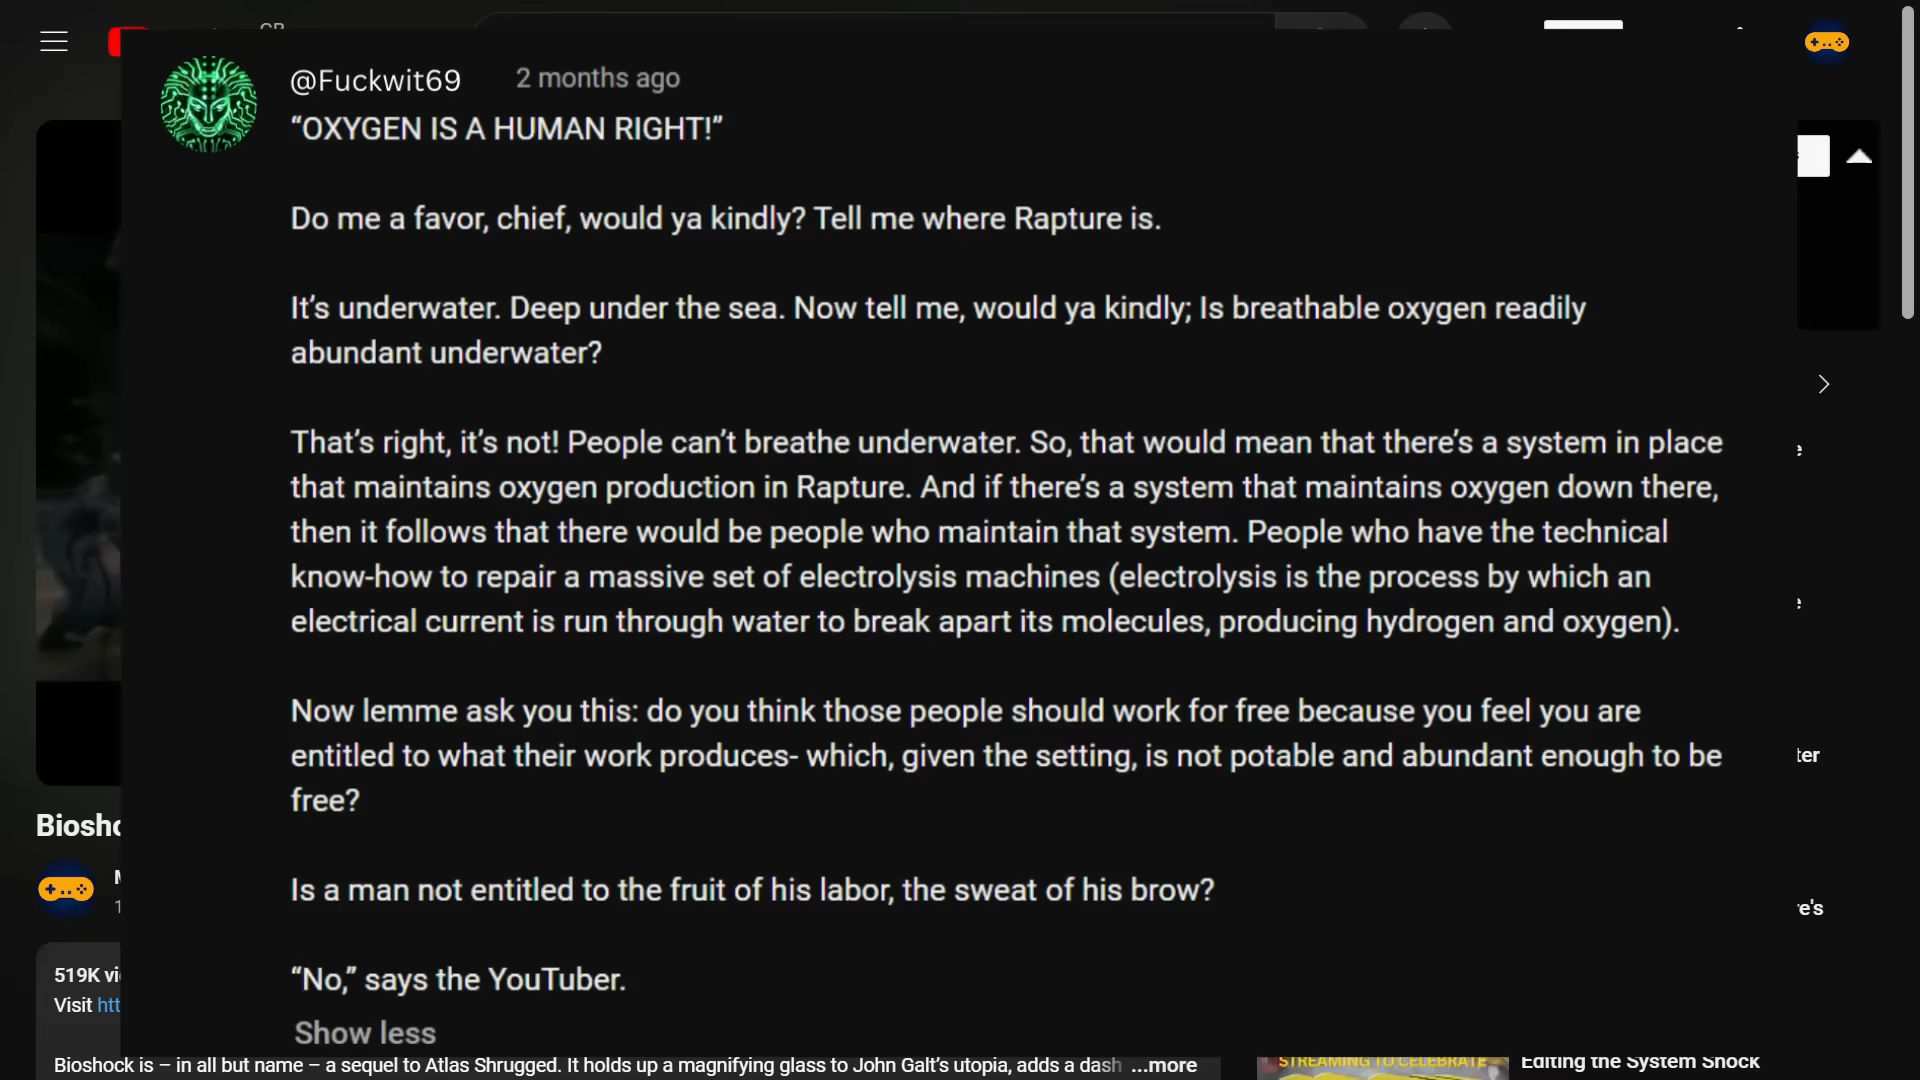 @Fuckwit69 2 months ago
“OXYGEN IS A HUMAN RIGHT!”
Do me a favor, chief, would ya kindly? Tell me where Rapture is.
It’s underwater. Deep under the sea. Now tell me, would ya kindly; Is breathable oxygen readily
abundant underwater?
That’s right, it’s not! People can’t breathe underwater. So, that would mean that there’s a system in place
that maintains oxygen production in Rapture. And if there’s a system that maintains oxygen down there,
then it follows that there would be people who maintain that system. People who have the technical
know-how to repair a massive set of electrolysis machines (electrolysis is the process by which an
electrical current is run through water to break apart its molecules, producing hydrogen and oxygen).
Now lemme ask you this: do you think those people should work for free because you feel you are
entitled to what their work produces- which, given the setting, is not potable and abundant enough to be
free?
Is a man not entitled to the fruit of his labor, the sweat of his brow?
“No,” says the YouTuber.
Show less
Biosho
519K vi
Visit htt
Bioshock is – in all but name – a sequel to Atlas Shrugged. It holds up a magnifying glass to John Galt’s utopia, adds a dash ...more
ter
e's
STREAMING TO CELEBRATE
Editing the System Shock